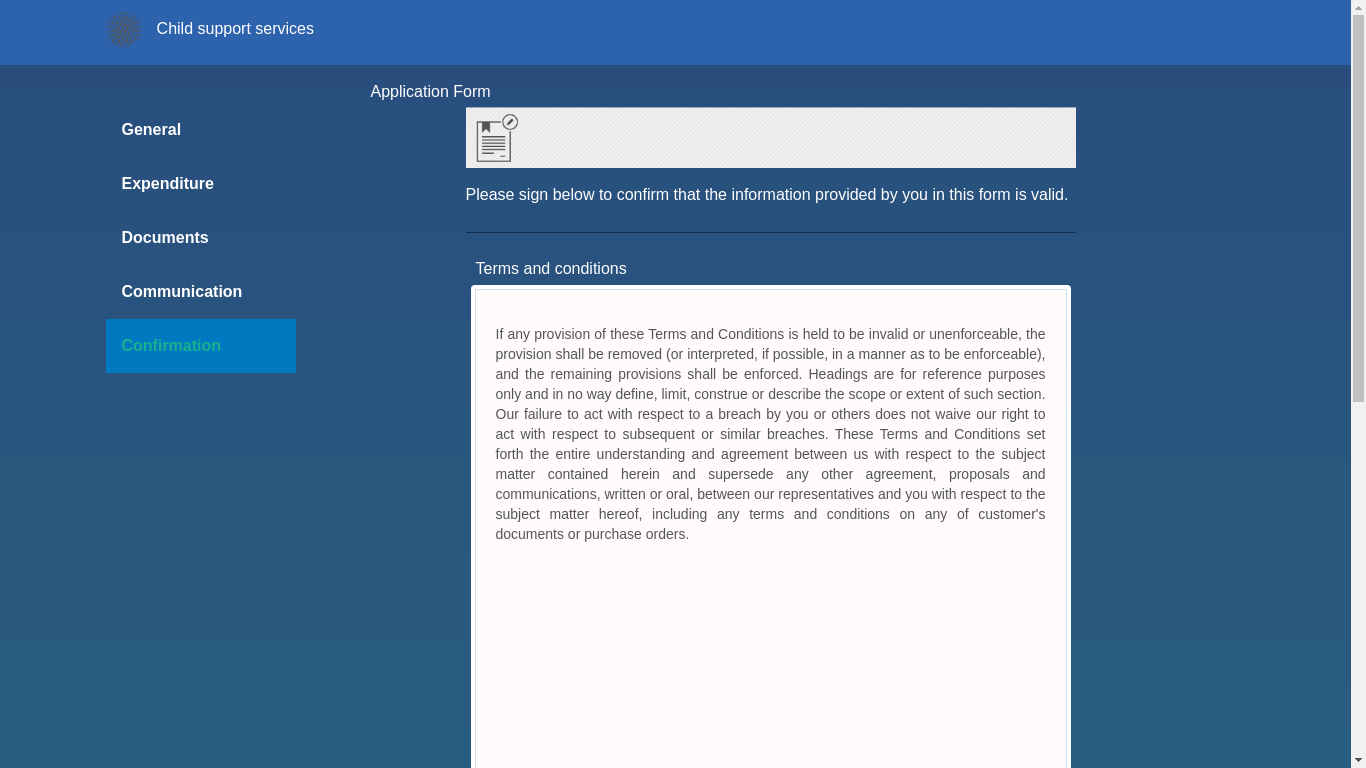 Child support services
Application Form
General
Expenditure
Documents
Communication
Confirmation
Please sign below to confirm that the information provided by you in this form is valid.
Terms and conditions
If any provision of these Terms and Conditions is held to be invalid or unenforceable, the
provision shall be removed (or interpreted, if possible, in a manner as to be enforceable),
and the remaining provisions shall be enforced. Headings are for reference purposes
only and in no way define, limit, construe or describe the scope or extent of such section.
Our failure to act with respect to a breach by you or others does not waive our right to
act with respect to subsequent or similar breaches. These Terms and Conditions set
forth the entire understanding and agreement between us with respect to the subject
matter contained herein and supersede any other agreement, proposals and
communications, written or oral, between our representatives and you with respect to the
subject matter hereof, including any terms and conditions on any of customer's
documents or purchase orders.